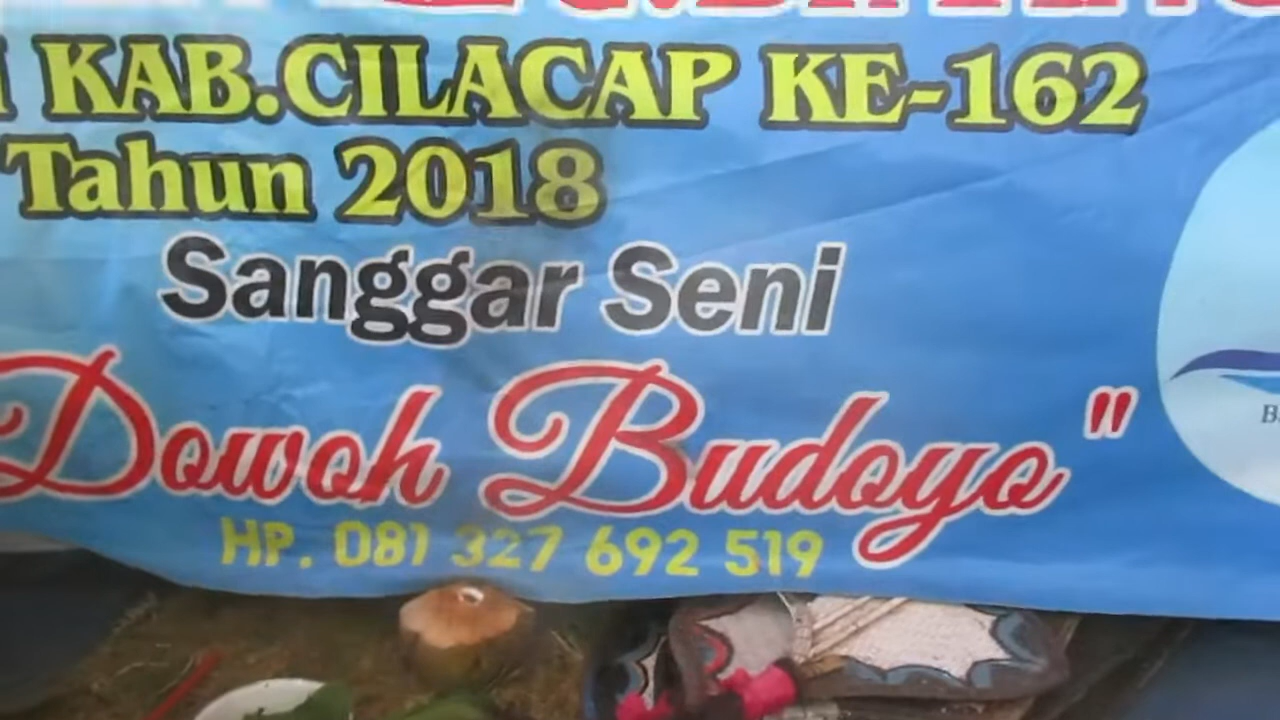 KAB.CILACAP KE-162
Tahun 2018
Sanggar Seni
Dowoh Budoyo"
HP. 081 327 692 519